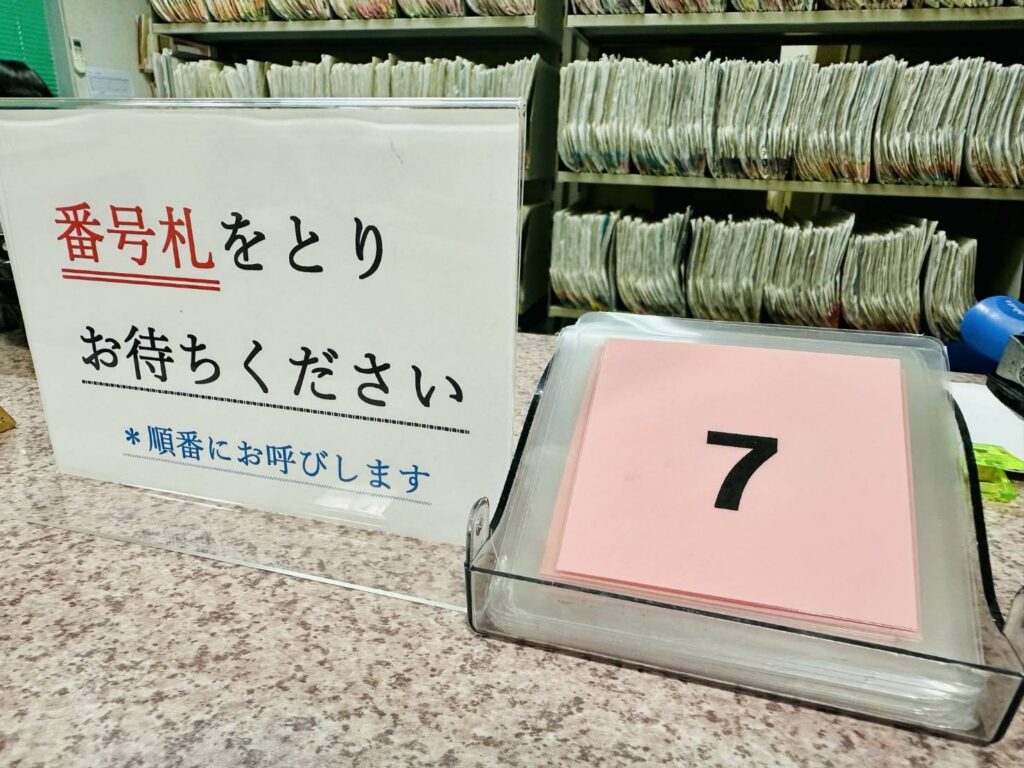 番号札をとり
お待ちください
＊順番にお呼びします
7